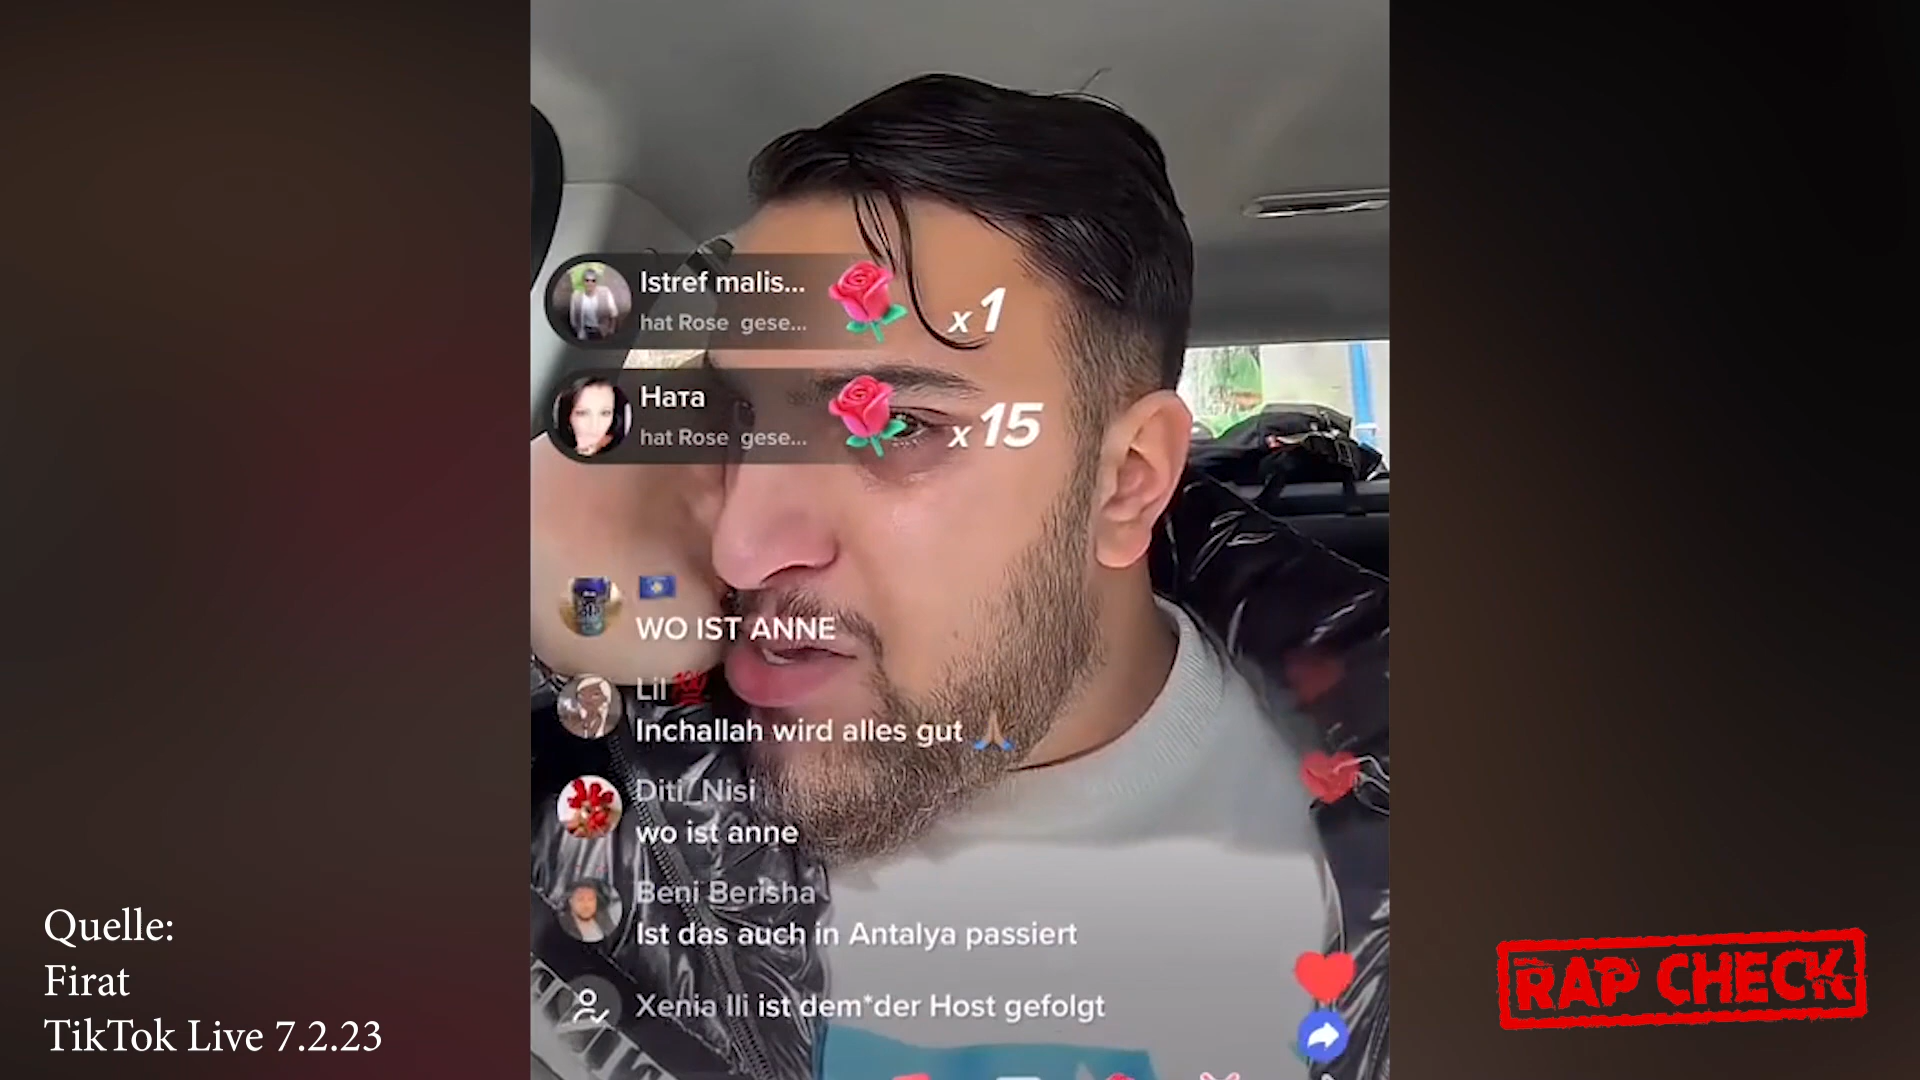 Istref malis...
hat Rose gese...
x1
Ната
hat Rose gese...
x15
WO IST ANNE
Lil💯
Inchallah wird alles gut 🙏🏽
Diti_Nisi
wo ist anne
Beni Berisha
Ist das auch in Antalya passiert
Xenia Ili ist dem*der Host gefolgt
Quelle:
Firat
TikTok Live 7.2.23
RAP CHECK